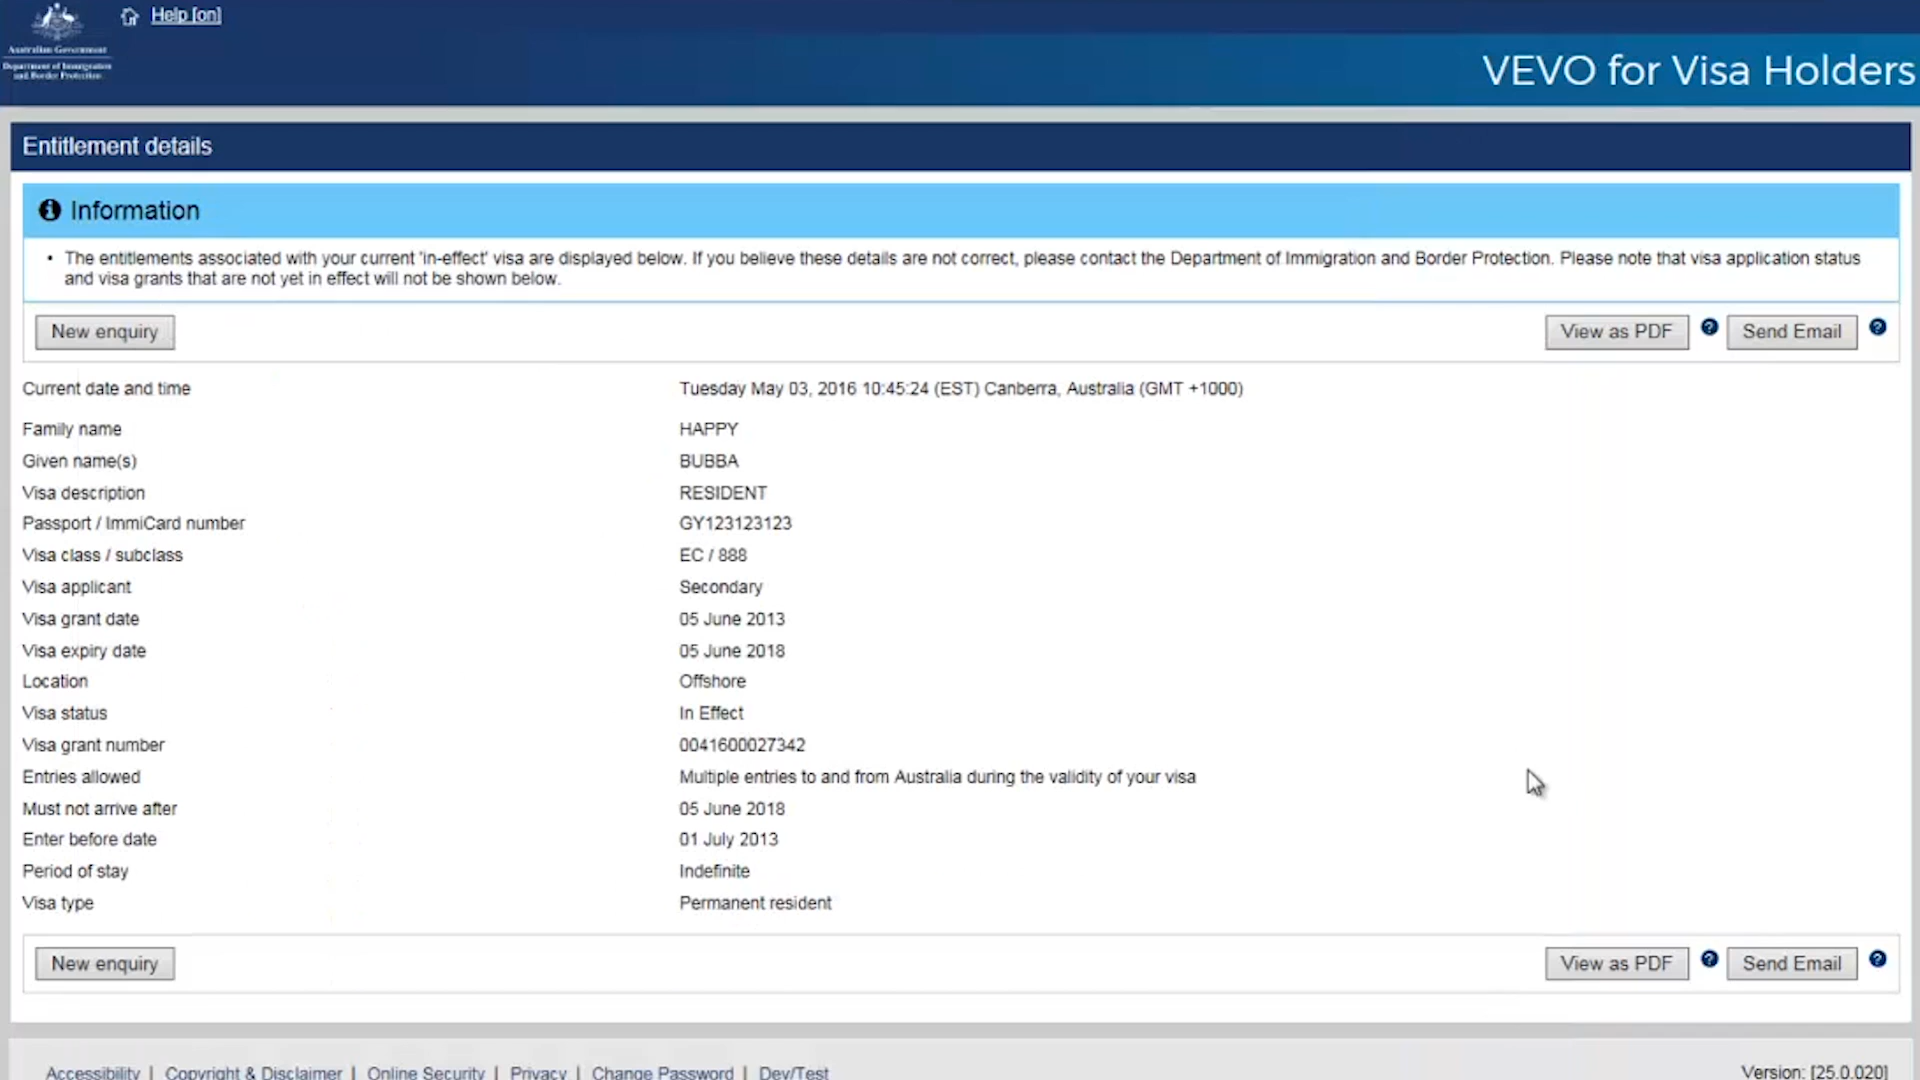 Help [on]
Australian Government
Department of Immigration
and Border Protection
VEVO for Visa Holders
Entitlement details
Information
• The entitlements associated with your current 'in-effect' visa are displayed below. If you believe these details are not correct, please contact the Department of Immigration and Border Protection. Please note that visa application status
and visa grants that are not yet in effect will not be shown below.
New enquiry View as PDF ? Send Email ?
Current date and time Tuesday May 03, 2016 10:45:24 (EST) Canberra, Australia (GMT +1000)
Family name HAPPY
Given name(s) BUBBA
Visa description RESIDENT
Passport / ImmiCard number GY123123123
Visa class / subclass EC / 888
Visa applicant Secondary
Visa grant date 05 June 2013
Visa expiry date 05 June 2018
Location Offshore
Visa status In Effect
Visa grant number 0041600027342
Entries allowed Multiple entries to and from Australia during the validity of your visa
Must not arrive after 05 June 2018
Enter before date 01 July 2013
Period of stay Indefinite
Visa type Permanent resident
New enquiry View as PDF ? Send Email ?
Accessibility | Copyright & Disclaimer | Online Security | Privacy | Change Password | Dev/Test Version: [25.0.020]